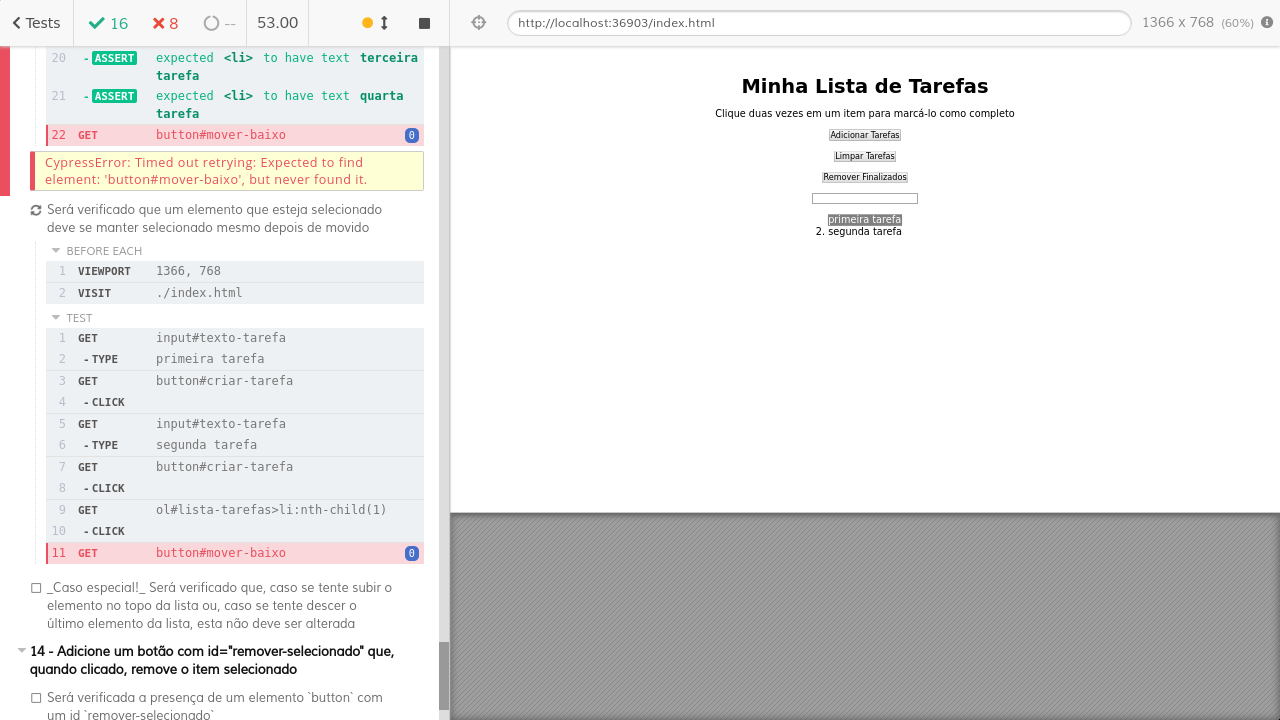 Tests
16
8
--
53.00
http://localhost:36903/index.html
1366 x 768 (60%)
20 - ASSERT expected <li> to have text terceira
tarefa
21 - ASSERT expected <li> to have text quarta
tarefa
22 GET button#mover-baixo 0
CypressError: Timed out retrying: Expected to find
element: 'button#mover-baixo', but never found it.
Será verificado que um elemento que esteja selecionado
deve se manter selecionado mesmo depois de movido
BEFORE EACH
1 VIEWPORT 1366, 768
2 VISIT ./index.html
TEST
1 GET input#texto-tarefa
2 - TYPE primeira tarefa
3 GET button#criar-tarefa
4 - CLICK
5 GET input#texto-tarefa
6 - TYPE segunda tarefa
7 GET button#criar-tarefa
8 - CLICK
9 GET ol#lista-tarefas>li:nth-child(1)
10 - CLICK
11 GET button#mover-baixo 0
_Caso especial!_ Será verificado que, caso se tente subir o
elemento no topo da lista ou, caso se tente descer o
último elemento da lista, esta não deve ser alterada
14 - Adicione um botão com id="remover-selecionado" que,
quando clicado, remove o item selecionado
Será verificada a presença de um elemento `button` com
um id `remover-selecionado`
Minha Lista de Tarefas
Clique duas vezes em um item para marcá-lo como completo
Adicionar Tarefas
Limpar Tarefas
Remover Finalizados
primeira tarefa
2. segunda tarefa